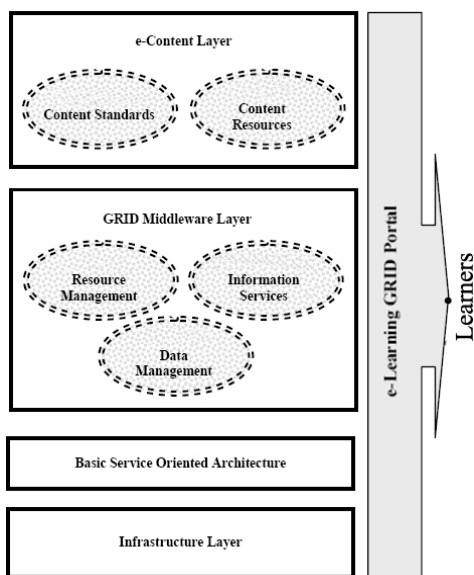 e-Content Layer
Content Standards
Content
Resources
GRID Middleware Layer
Resource
Management
Information
Services
Data
Management
Basic Service Oriented Architecture
Infrastructure Layer
e-Learning GRID Portal
Learners